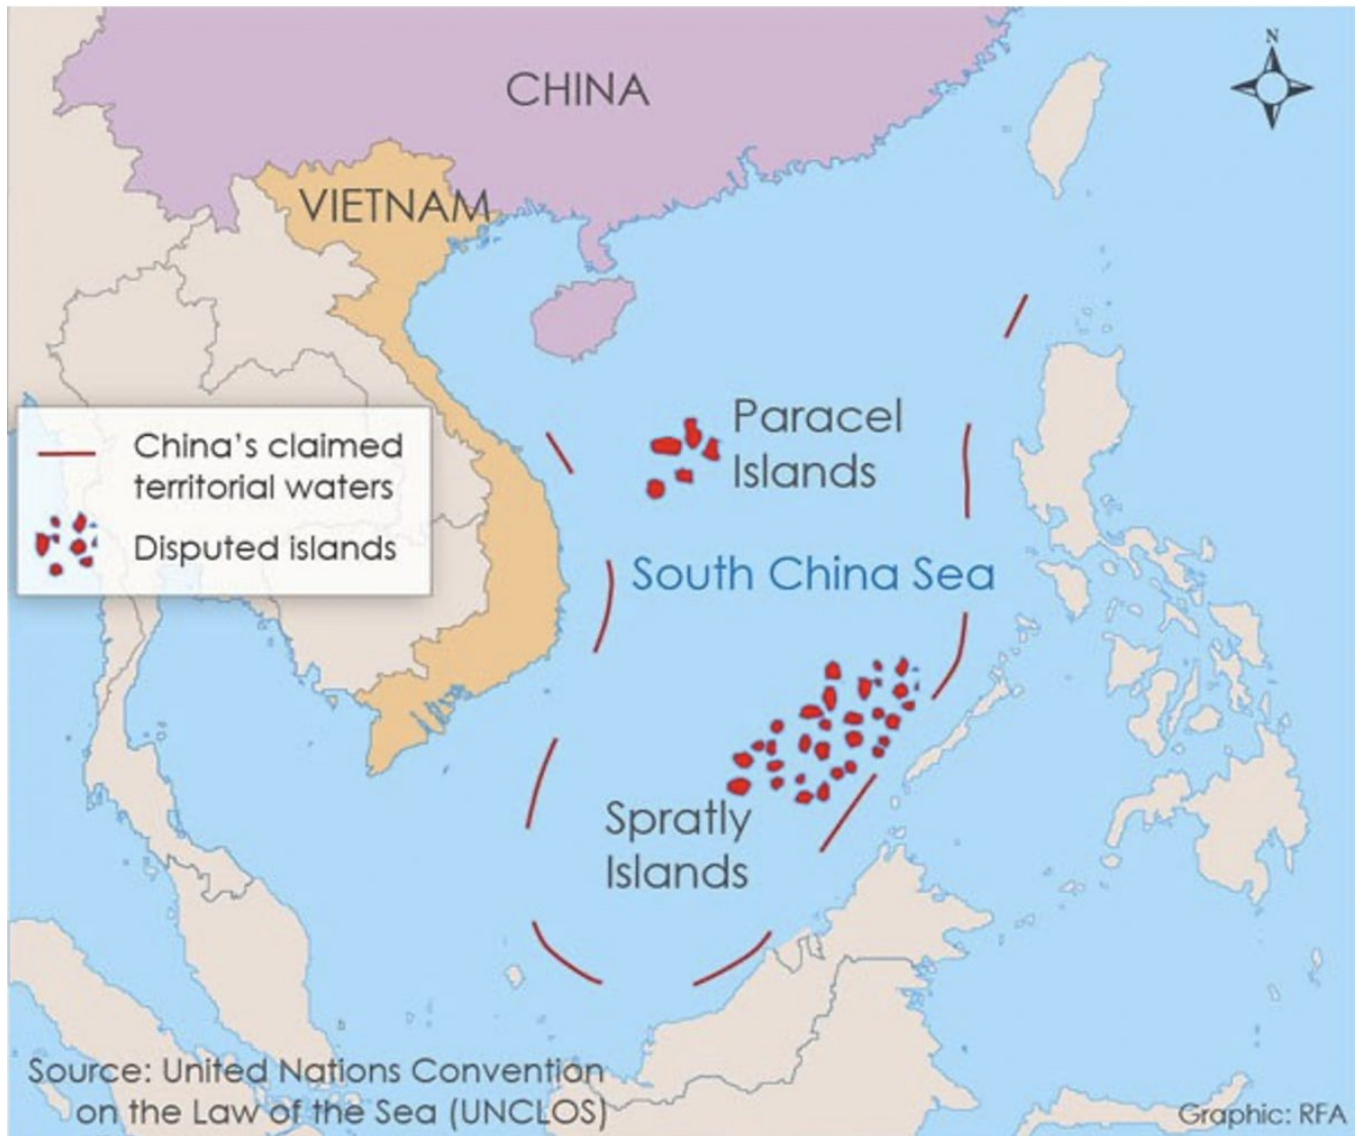 N
CHINA
VIETNAM
Paracel
Islands
China's claimed
territorial waters
Disputed islands
South China Sea
Spratly
Islands
Source: United Nations Convention
on the Law of the Sea (UNCLOS)
Graphic: RFA